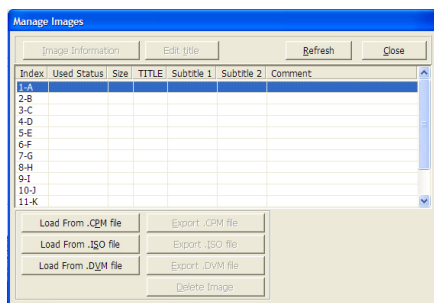 Manage Images
Image Information Edit title Refresh Close
Index Used Status Size TITLE Subtitle 1 Subtitle 2 Comment
1-A
2-B
3-C
4-D
5-E
6-F
7-G
8-H
9-I
10-J
11-K
Load From .CPM file Export .CPM file
Load From .ISO file Export .ISO file
Load From .DVM file Export .DVM file
Delete Image